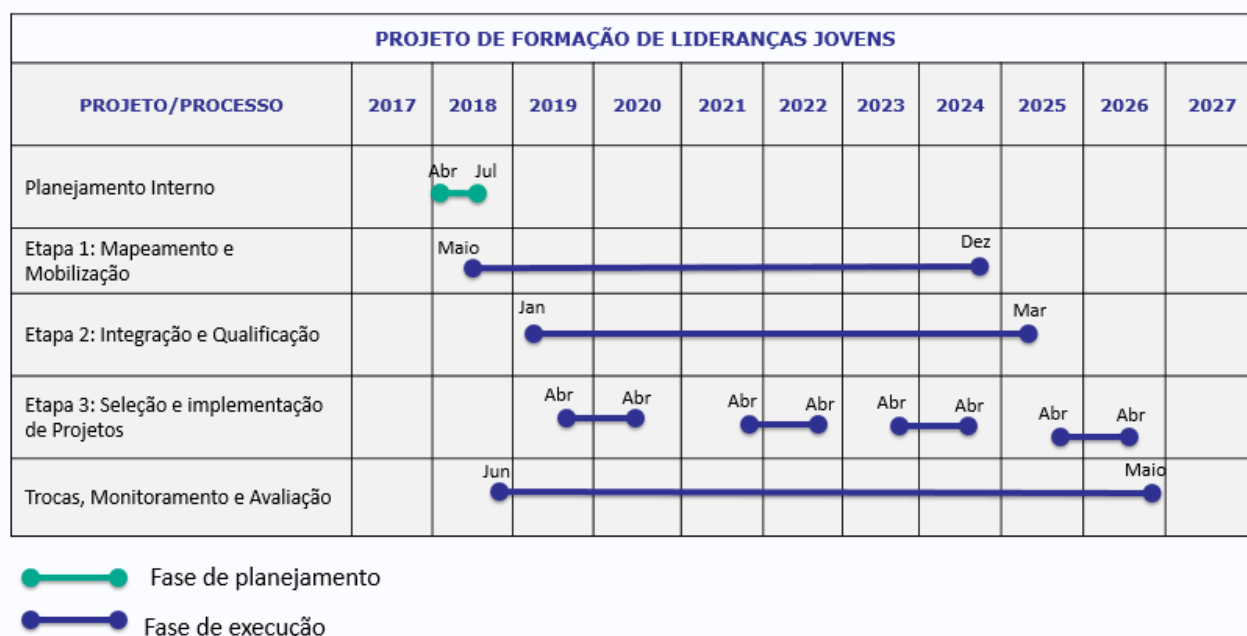 PROJETO DE FORMAÇÃO DE LIDERANÇAS JOVENS
PROJETO/PROCESSO 2017 2018 2019 2020 2021 2022 2023 2024 2025 2026 2027
Abr Jul
Planejamento Interno
Etapa 1: Mapeamento e
Mobilização
Maio Dez
Jan Mar
Etapa 2: Integração e Qualificação
Etapa 3: Seleção e implementação
de Projetos
Abr Abr Abr Abr Abr Abr Abr Abr
Jun Maio
Trocas, Monitoramento e Avaliação
Fase de planejamento
Fase de execução